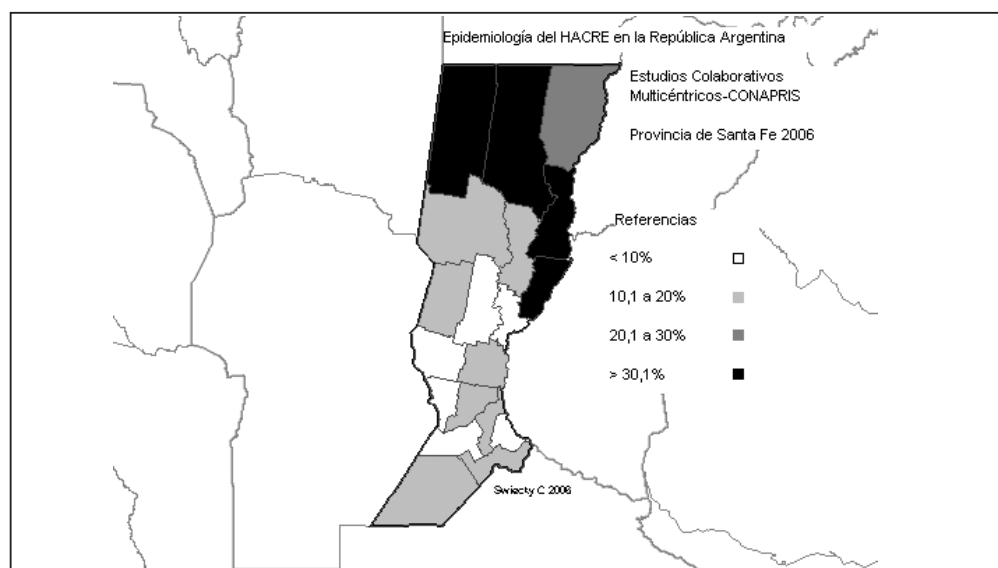 Epidemiología del HACRE en la República Argentina
Estudios Colaborativos
Multicéntricos-CONAPRIS
Provincia de Santa Fe 2006
Referencias
< 10%
10,1 a 20%
20,1 a 30%
> 30,1%
Swiecty C 2006